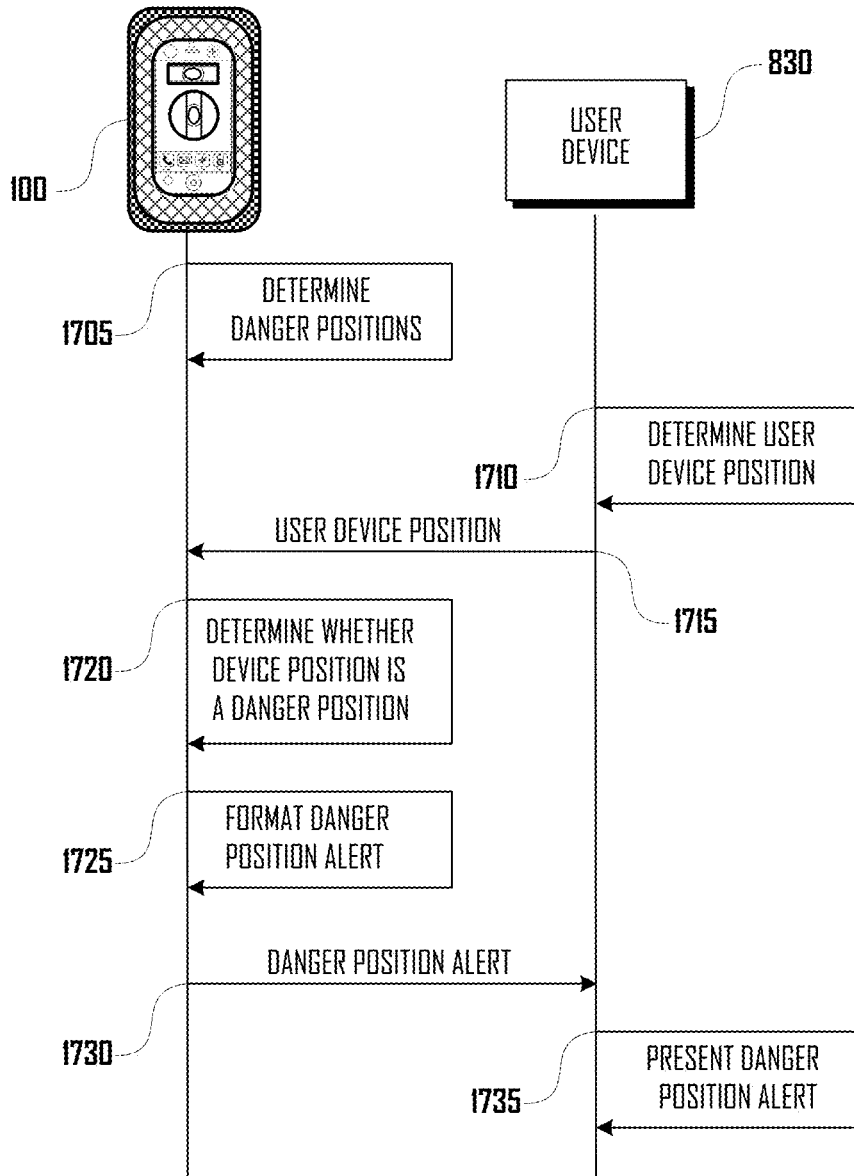 830
USER
DEVICE
100
DETERMINE
DANGER POSITIONS
1705
DETERMINE USER
DEVICE POSITION
1710
USER DEVICE POSITION
1715
DETERMINE WHETHER
DEVICE POSITION IS
A DANGER POSITION
1720
FORMAT DANGER
POSITION ALERT
1725
DANGER POSITION ALERT
1730
PRESENT DANGER
POSITION ALERT
1735